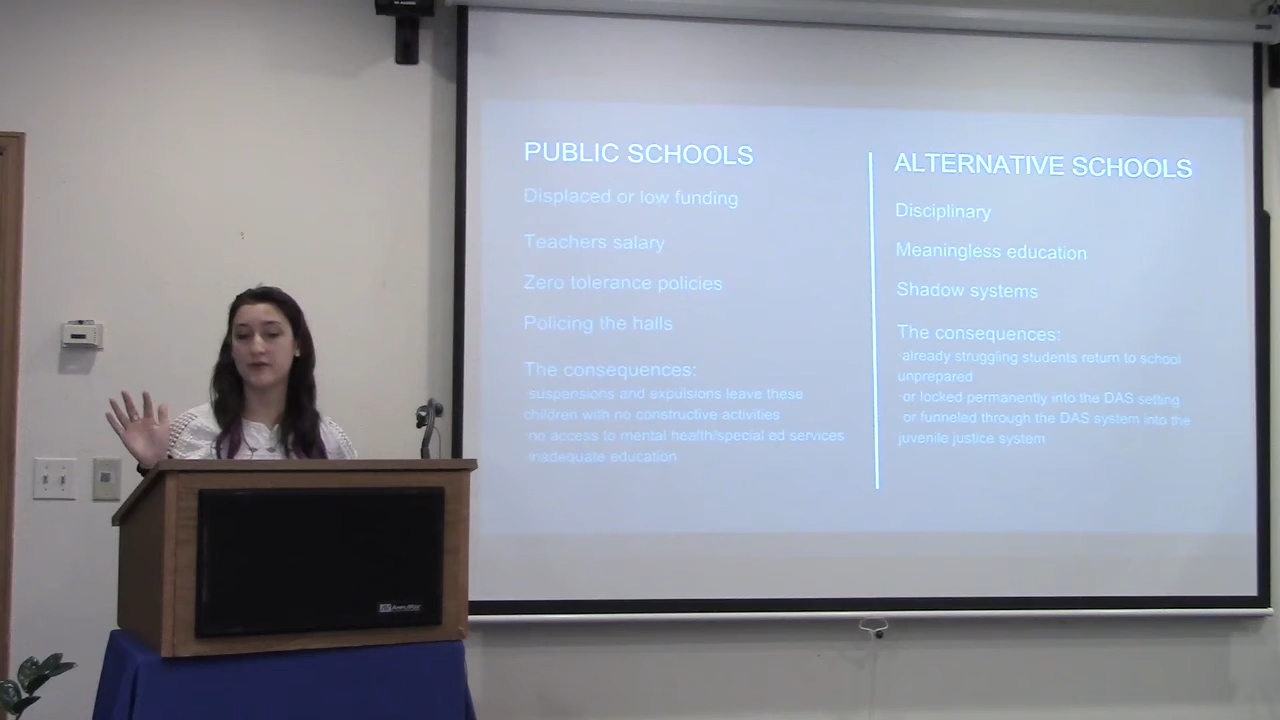 PUBLIC SCHOOLS
Displaced or low funding
Teachers salary
Zero tolerance policies
Policing the halls
The consequences:
·suspensions and expulsions leave these
children with no constructive activities
·no access to mental health/special ed services
·inadequate education
ALTERNATIVE SCHOOLS
Disciplinary
Meaningless education
Shadow systems
The consequences:
·already struggling students return to school
unprepared
·or locked permanently into the DAS setting
·or funneled through the DAS system into the
juvenile justice system
AmpliVox